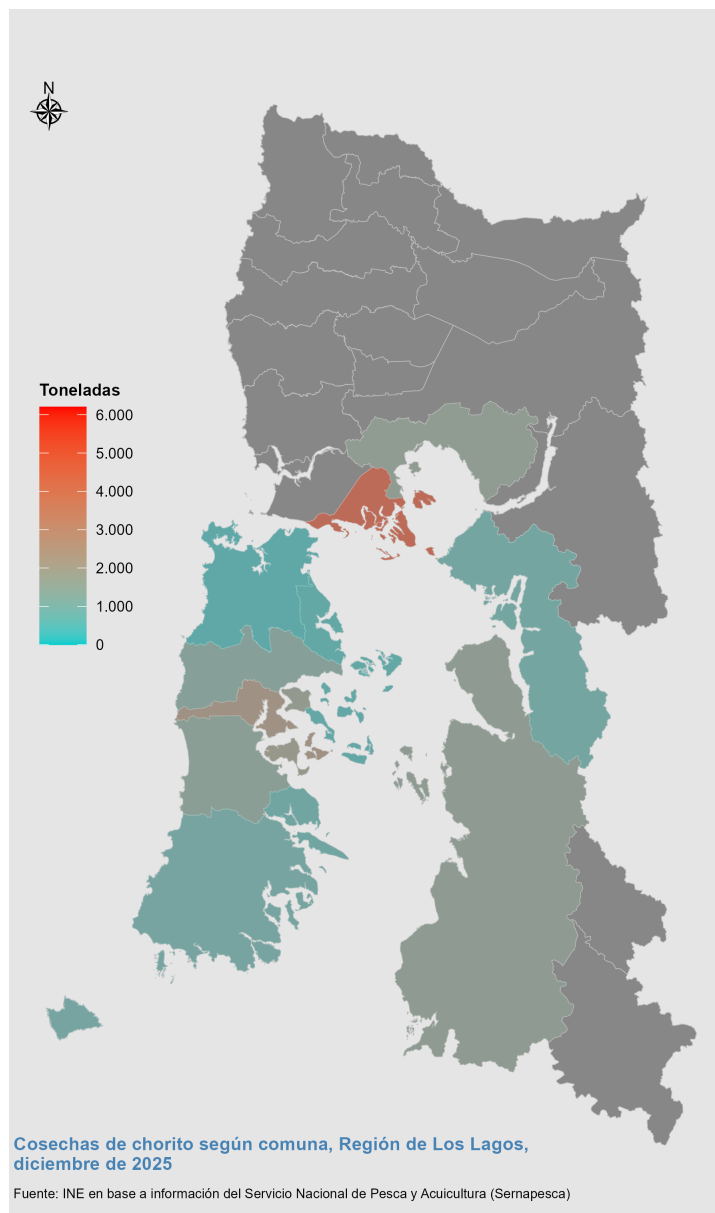 N
Toneladas
6.000
5.000
4.000
3.000
2.000
1.000
0
Cosechas de chorito según comuna, Región de Los Lagos,
diciembre de 2025
Fuente: INE en base a información del Servicio Nacional de Pesca y Acuicultura (Sernapesca)